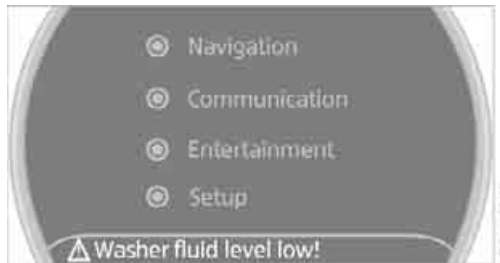 Navigation
Communication
Entertainment
Setup
Washer fluid level low!